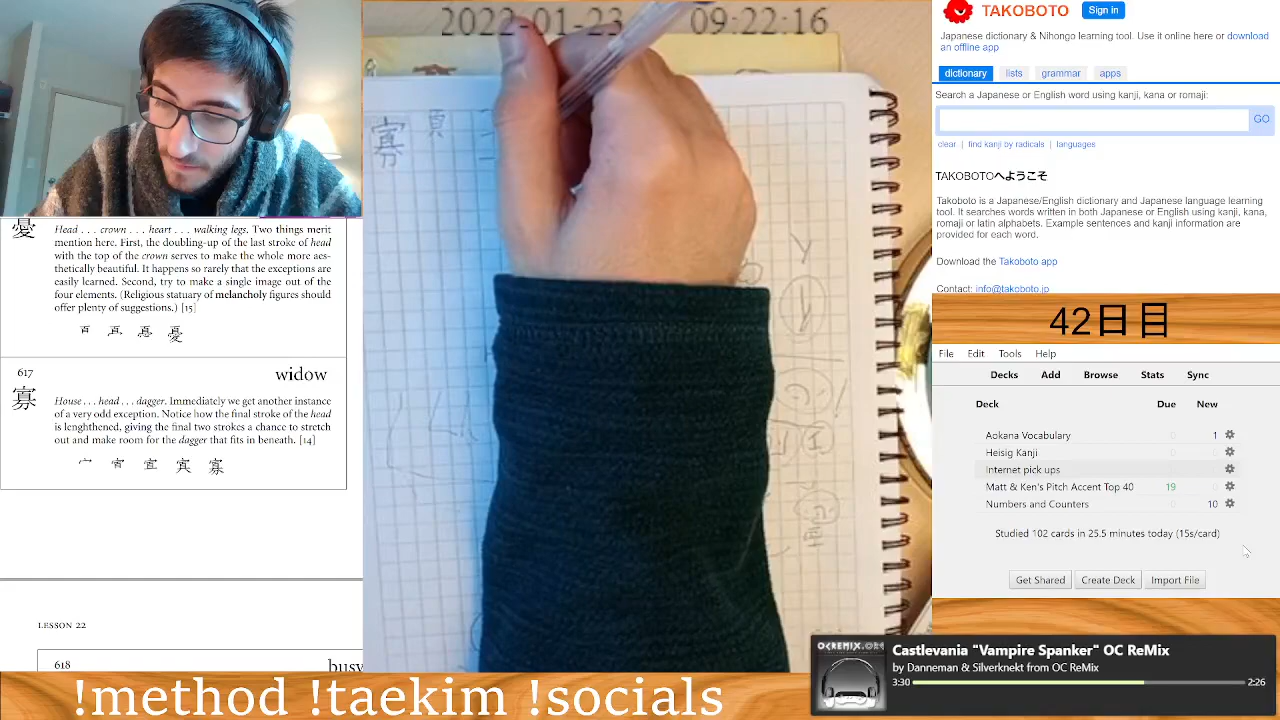 憂
Head . . . crown . . . heart . . . walking legs. Two things merit
mention here. First, the doubling up of the last stroke of head
with the top of the crown serves to make the whole more aes-
thetically beautiful. It happens so rarely that the exceptions are
easily learned. Second, try to make a single image out of the
four elements. (Religious statuary of melancholy figures should
offer plenty of suggestions.) [15]
617
widow
寡
House . . . head . . . dagger. Immediately we get another instance
of a very odd exception. Notice how the final stroke of the head
is lenghthened, giving the final two strokes a chance to stretch
out and make room for the dagger that fits in beneath. [14]
LESSON 22
618
busy
2022-01-23 09:22:16
寡
TAKOBOTO
Sign in
Japanese dictionary & Nihongo learning tool. Use it online here or download
an offline app
dictionary lists grammar apps
Search a Japanese or English word using kanji, kana or romaji:
GO
clear | find kanji by radicals | languages
TAKOBOTOへようこそ
Takoboto is a Japanese/English dictionary and Japanese language learning
tool. It searches words written in both Japanese or English using kanji, kana,
romaji or latin alphabets. Example sentences and kanji information are
provided for each word.
Download the Takoboto app
Contact: info@takoboto.jp
42日目
File Edit Tools Help
Decks Add Browse Stats Sync
Deck Due New
Aokana Vocabulary 0 1
Heisig Kanji 0 0
Internet pick ups 0 0
Matt & Ken's Pitch Accent Top 40 19 0
Numbers and Counters 0 10
Studied 102 cards in 25.5 minutes today (15s/card)
Get Shared Create Deck Import File
OCREMIX.ORG
Castlevania "Vampire Spanker" OC ReMix
by Danneman & Silverknekt from OC ReMix
3:30 2:26
!method !taekim !socials